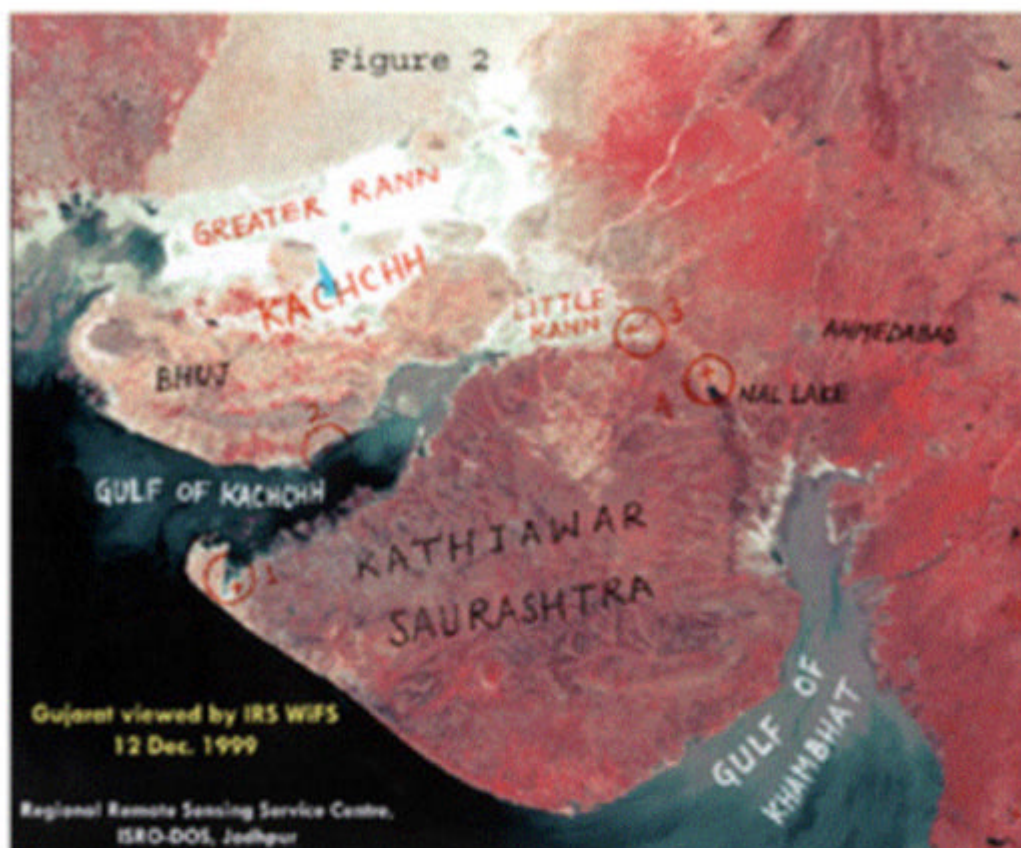 Figure 2
GREATER RANN
KACHCHH
LITTLE
RANN
3
AHMEDABAD
BHUJ
4
NAL LAKE
2
GULF OF KACHCHH
1
KATHIAWAR
SAURASHTRA
GULF OF
KHAMBHAT
Gujarat viewed by IRS WiFS
12 Dec. 1999
Regional Remote Sensing Service Centre,
ISRO-DOS, Jodhpur